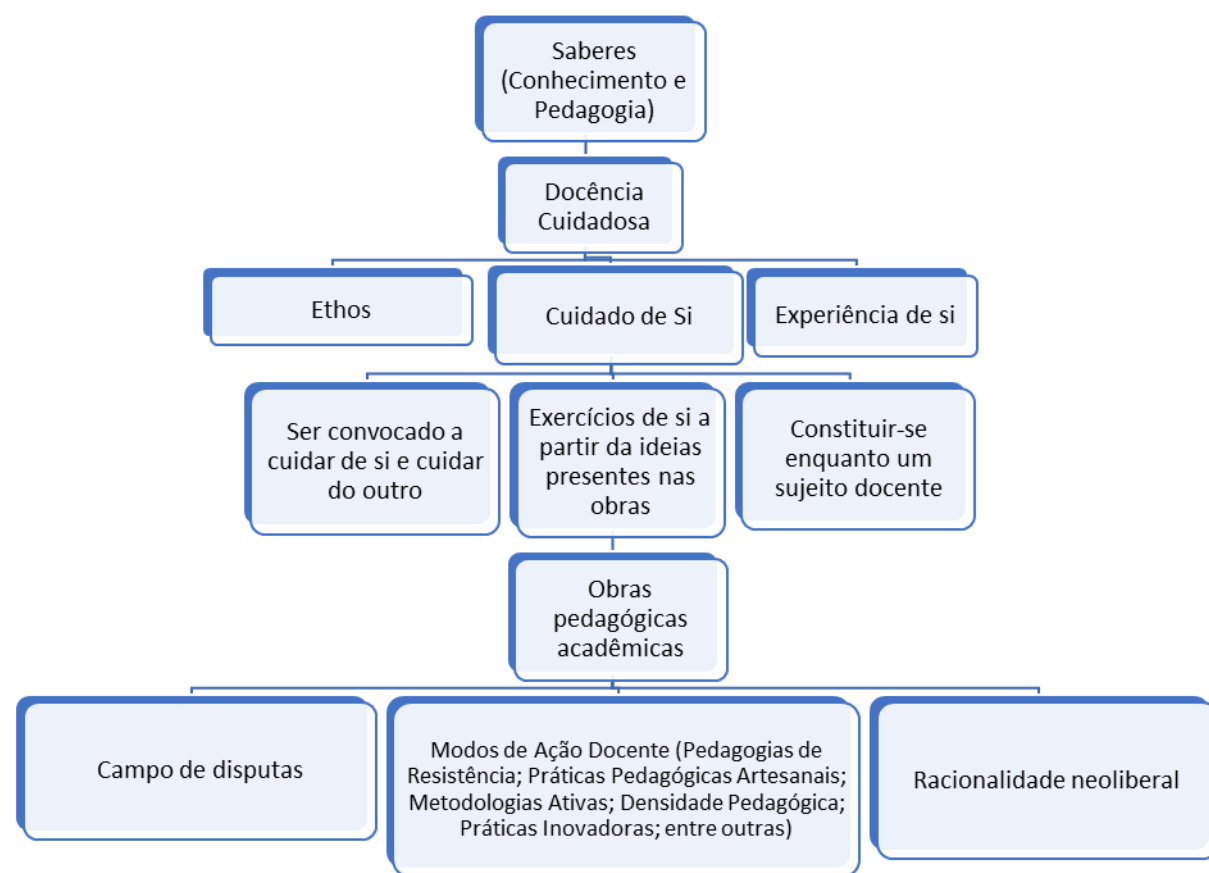 Saberes
(Conhecimento e
Pedagogia)
Docência
Cuidadosa
Ethos
Cuidado de Si
Experiência de si
Ser convocado a
cuidar de si e cuidar
do outro
Exercícios de si a
partir da ideias
presentes nas
obras
Constituir-se
enquanto um
sujeito docente
Obras
pedagógicas
acadêmicas
Campo de disputas
Modos de Ação Docente (Pedagogias de
Resistência; Práticas Pedagógicas Artesanais;
Metodologias Ativas; Densidade Pedagógica;
Práticas Inovadoras; entre outras)
Racionalidade neoliberal